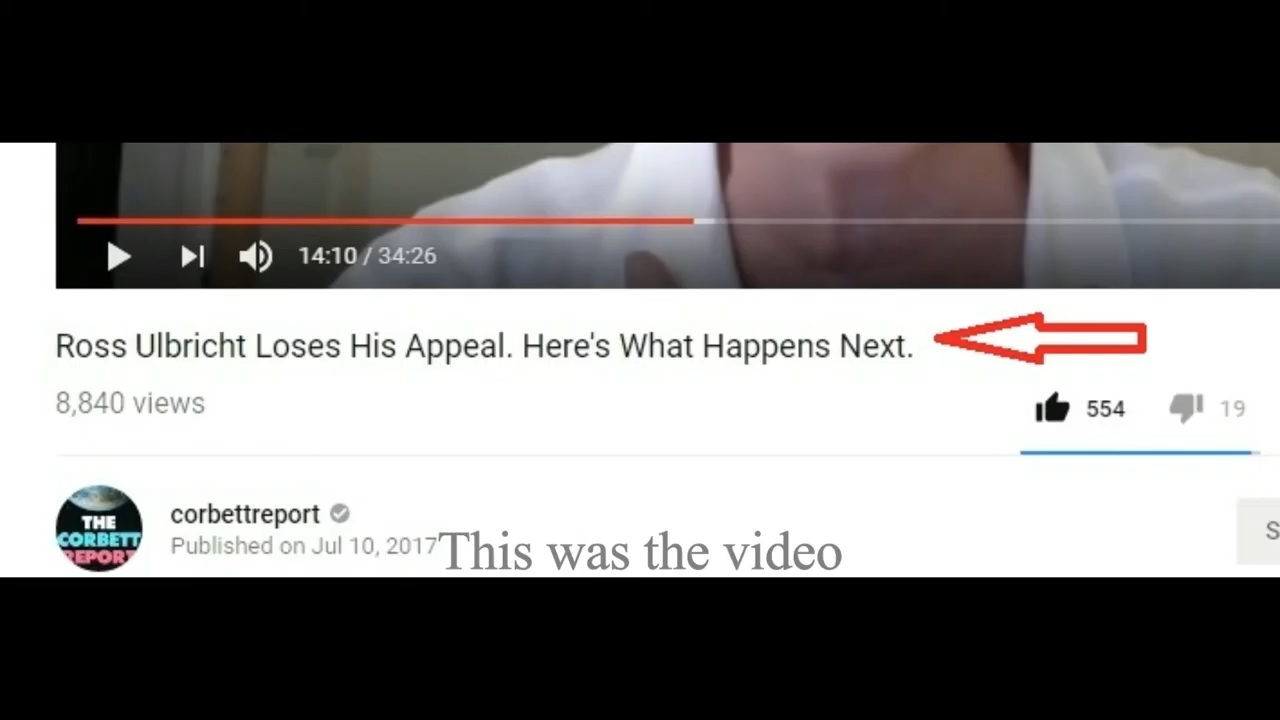 14:10 / 34:26
Ross Ulbricht Loses His Appeal. Here's What Happens Next.
8,840 views
554
19
THE
CORBETT
REPORT
corbettreport
Published on Jul 10, 2017
This was the video
S